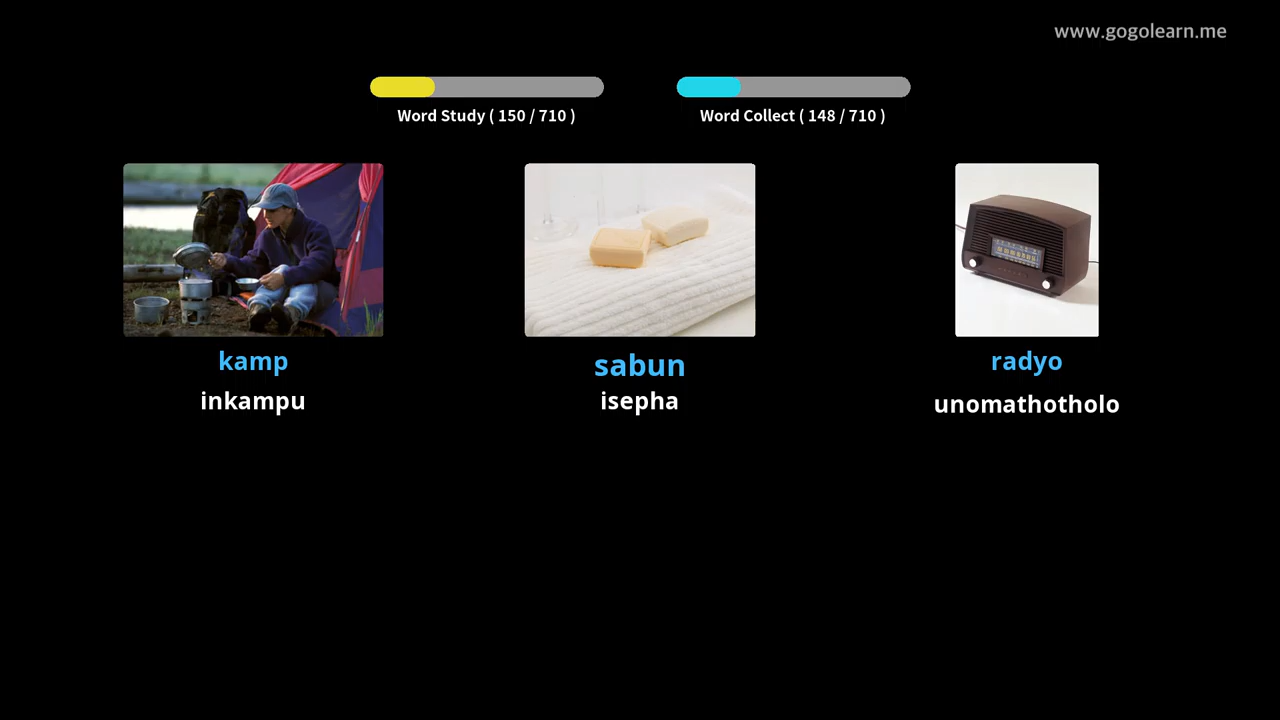 www.gogolearn.me
Word Study ( 150 / 710 )
Word Collect ( 148 / 710 )
kamp
inkampu
sabun
isepha
radyo
unomathotholo